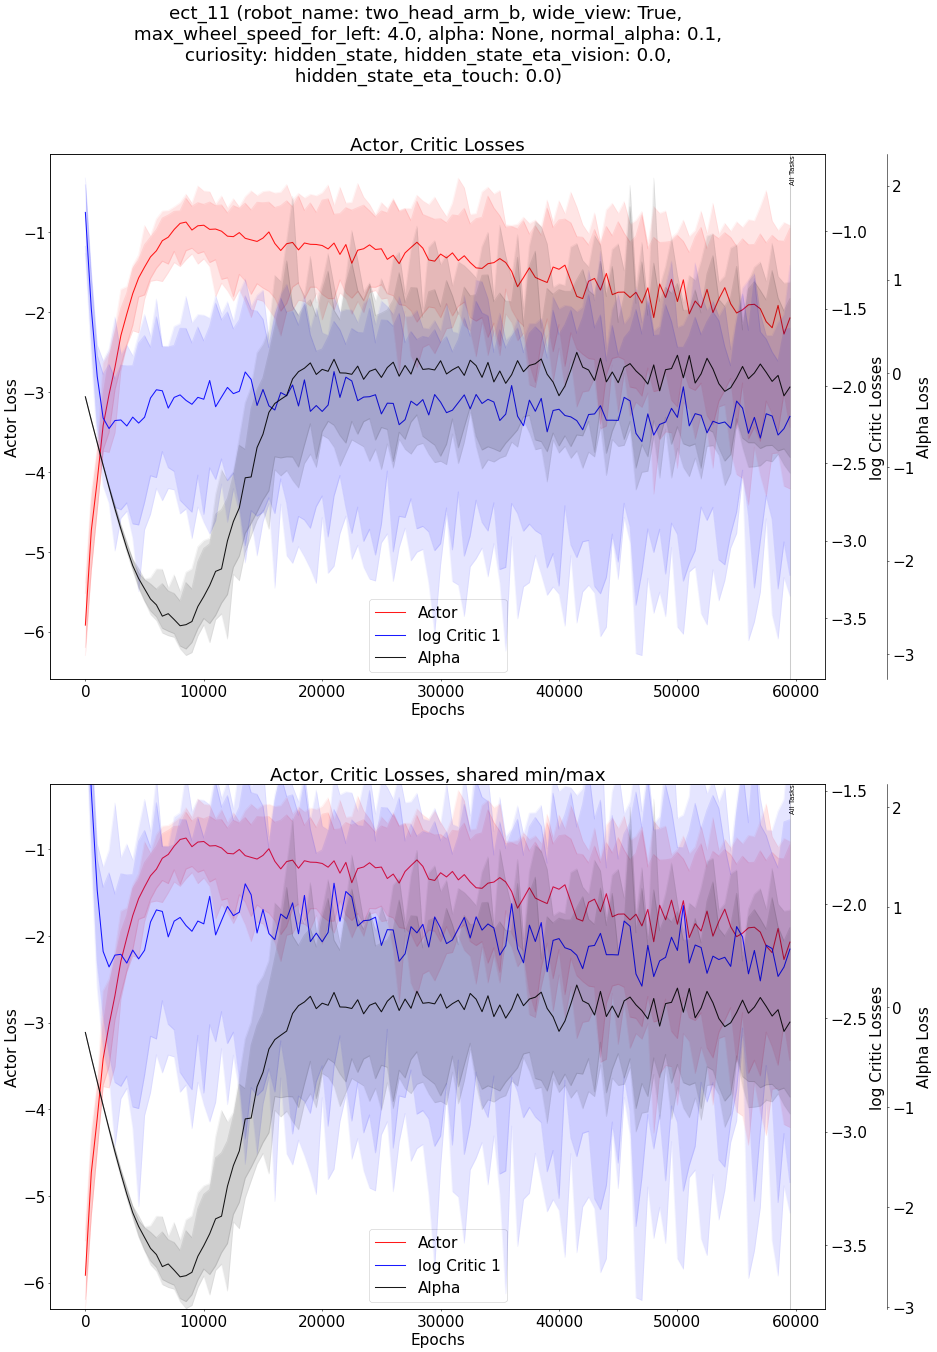 ect_11 (robot_name: two_head_arm_b, wide_view: True,
max_wheel_speed_for_left: 4.0, alpha: None, normal_alpha: 0.1,
curiosity: hidden_state, hidden_state_eta_vision: 0.0,
hidden_state_eta_touch: 0.0)
Actor, Critic Losses
All Tasks
−1
−2
−3
−4
−5
−6
Actor Loss
−1.0
−1.5
−2.0
−2.5
−3.0
−3.5
log Critic Losses
2
1
0
−1
−2
−3
Alpha Loss
Actor
log Critic 1
Alpha
0 10000 20000 30000 40000 50000 60000
Epochs
Actor, Critic Losses, shared min/max
All Tasks
−1
−2
−3
−4
−5
−6
Actor Loss
−1.5
−2.0
−2.5
−3.0
−3.5
log Critic Losses
2
1
0
−1
−2
−3
Alpha Loss
Actor
log Critic 1
Alpha
0 10000 20000 30000 40000 50000 60000
Epochs